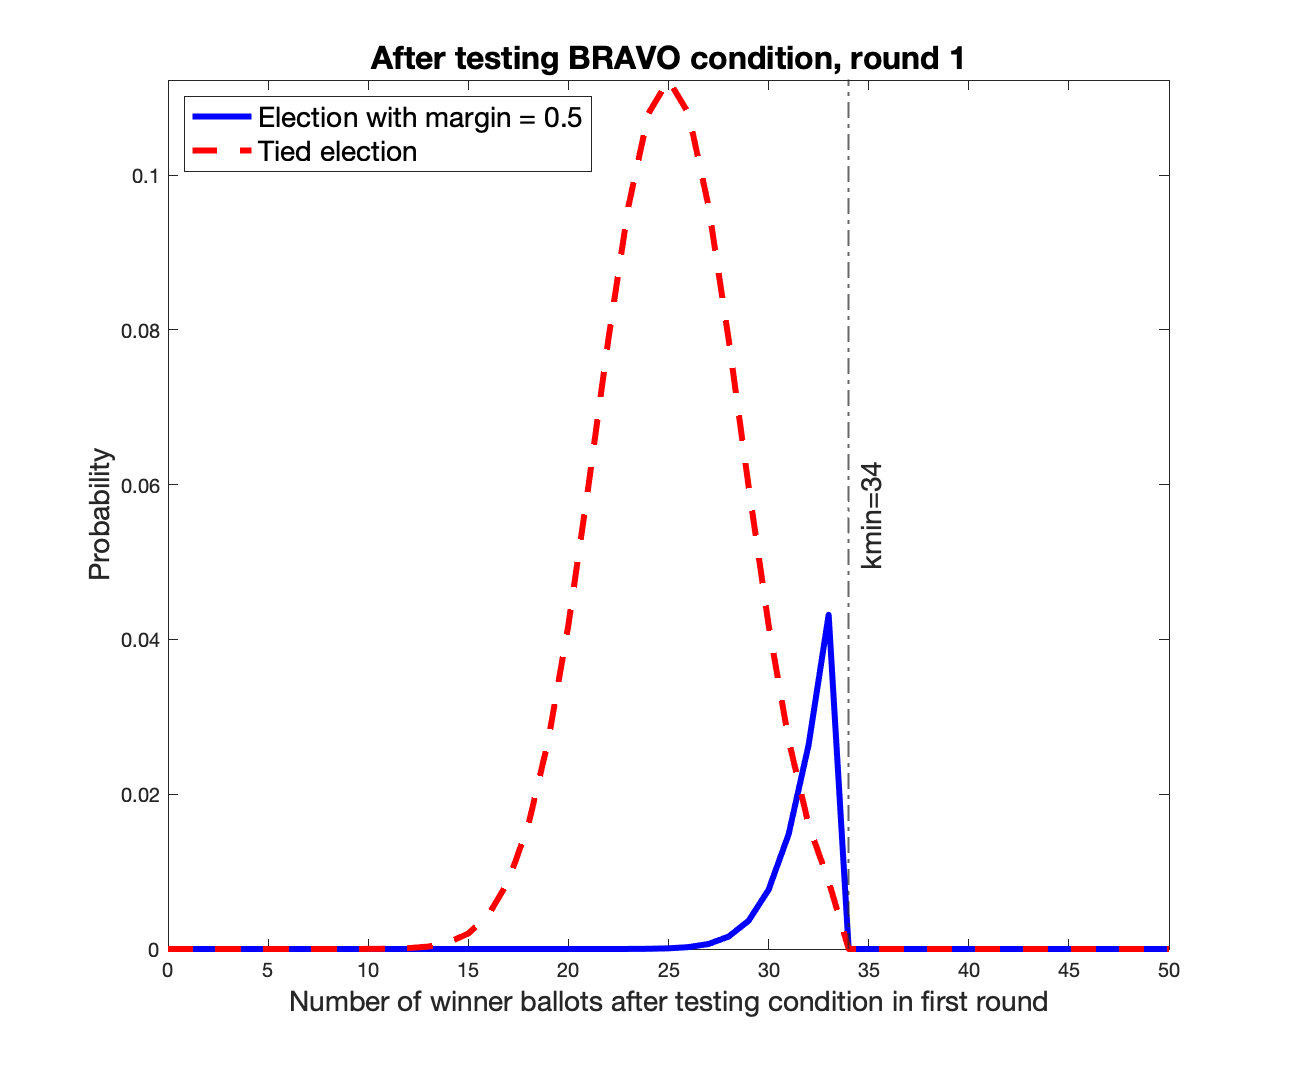 After testing BRAVO condition, round 1
Election with margin = 0.5
Tied election
0.1
0.08
0.06
0.04
0.02
0
Probability
kmin=34
0 5 10 15 20 25 30 35 40 45 50
Number of winner ballots after testing condition in first round